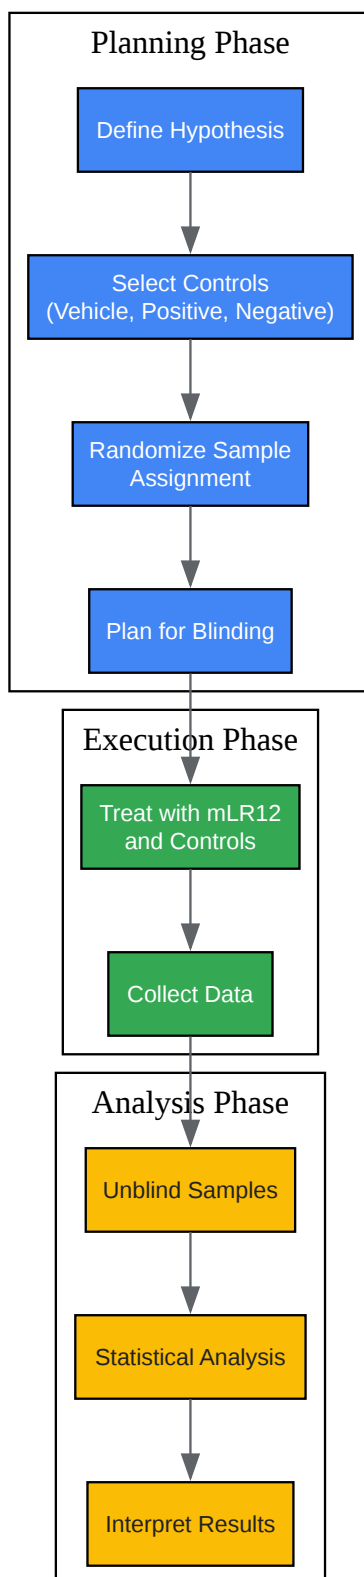 Planning Phase
Define Hypothesis
Select Controls
(Vehicle, Positive, Negative)
Randomize Sample
Assignment
Plan for Blinding
Execution Phase
Treat with mLR12
and Controls
Collect Data
Analysis Phase
Unblind Samples
Statistical Analysis
Interpret Results